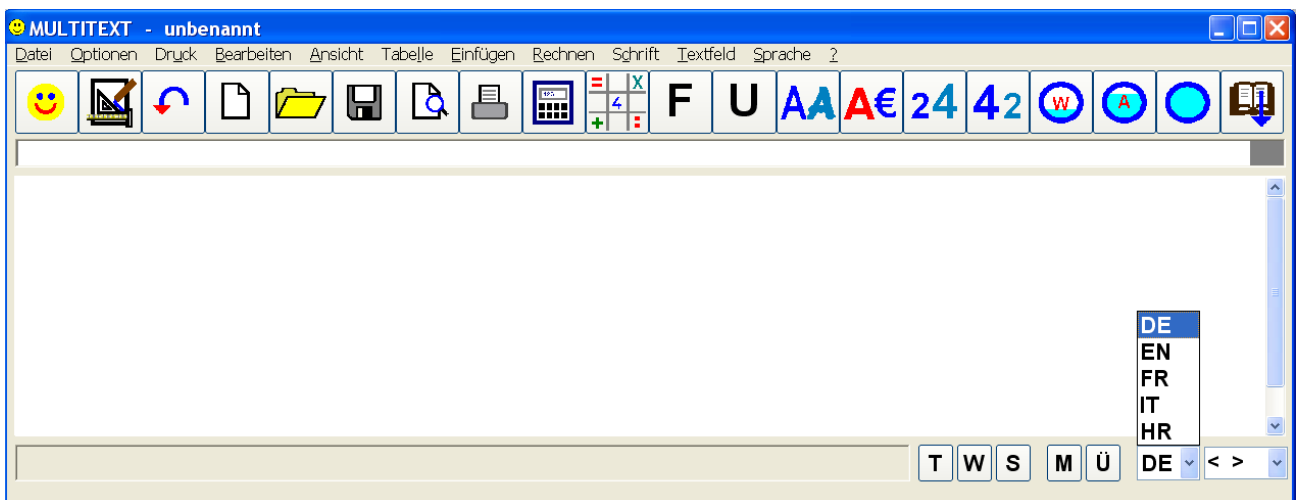 MULTITEXT - unbenannt
Datei Optionen Druck Bearbeiten Ansicht Tabelle Einfügen Rechnen Schrift Textfeld Sprache ?
= X 4 + : F U AA A€ 24 42 W A
DE
EN
FR
IT
HR
T W S M Ü DE < >